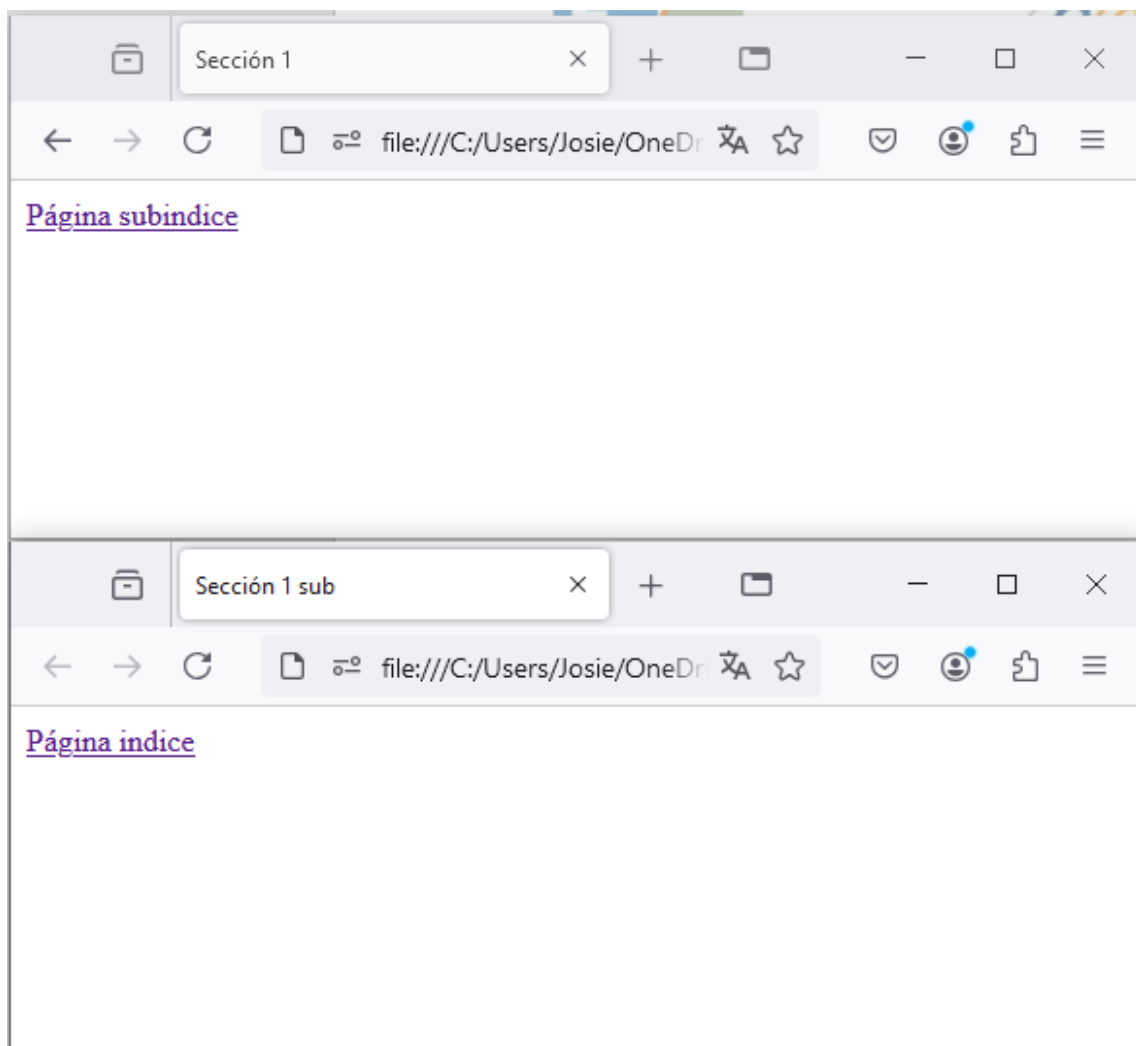 Sección 1
file:///C:/Users/Josie/OneDr
Página subindice
Sección 1 sub
file:///C:/Users/Josie/OneDr
Página indice